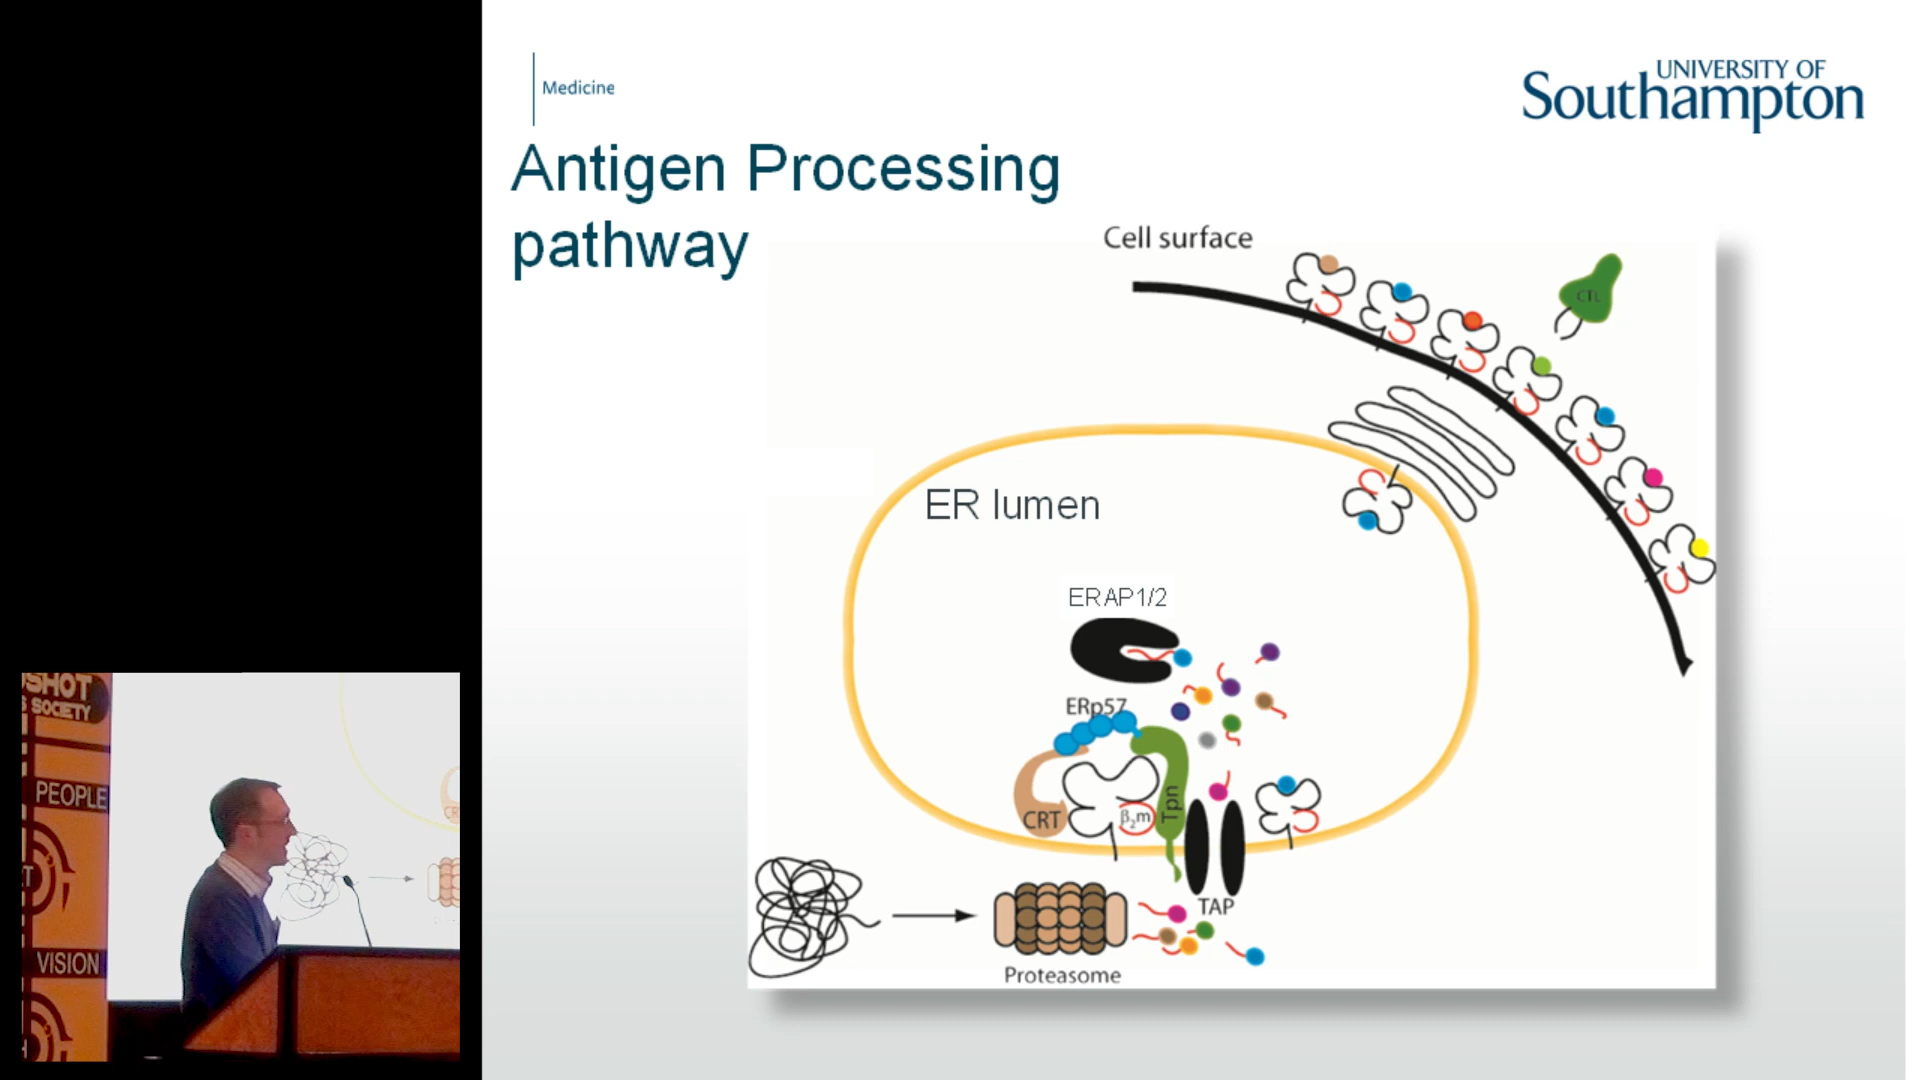 Medicine
UNIVERSITY OF
Southampton
Antigen Processing
pathway
Cell surface
CTL
ER lumen
ERAP1/2
ERp57
CRT
β₂m
Tpn
TAP
Proteasome
SHOT
SOCIETY
PEOPLE
VISION